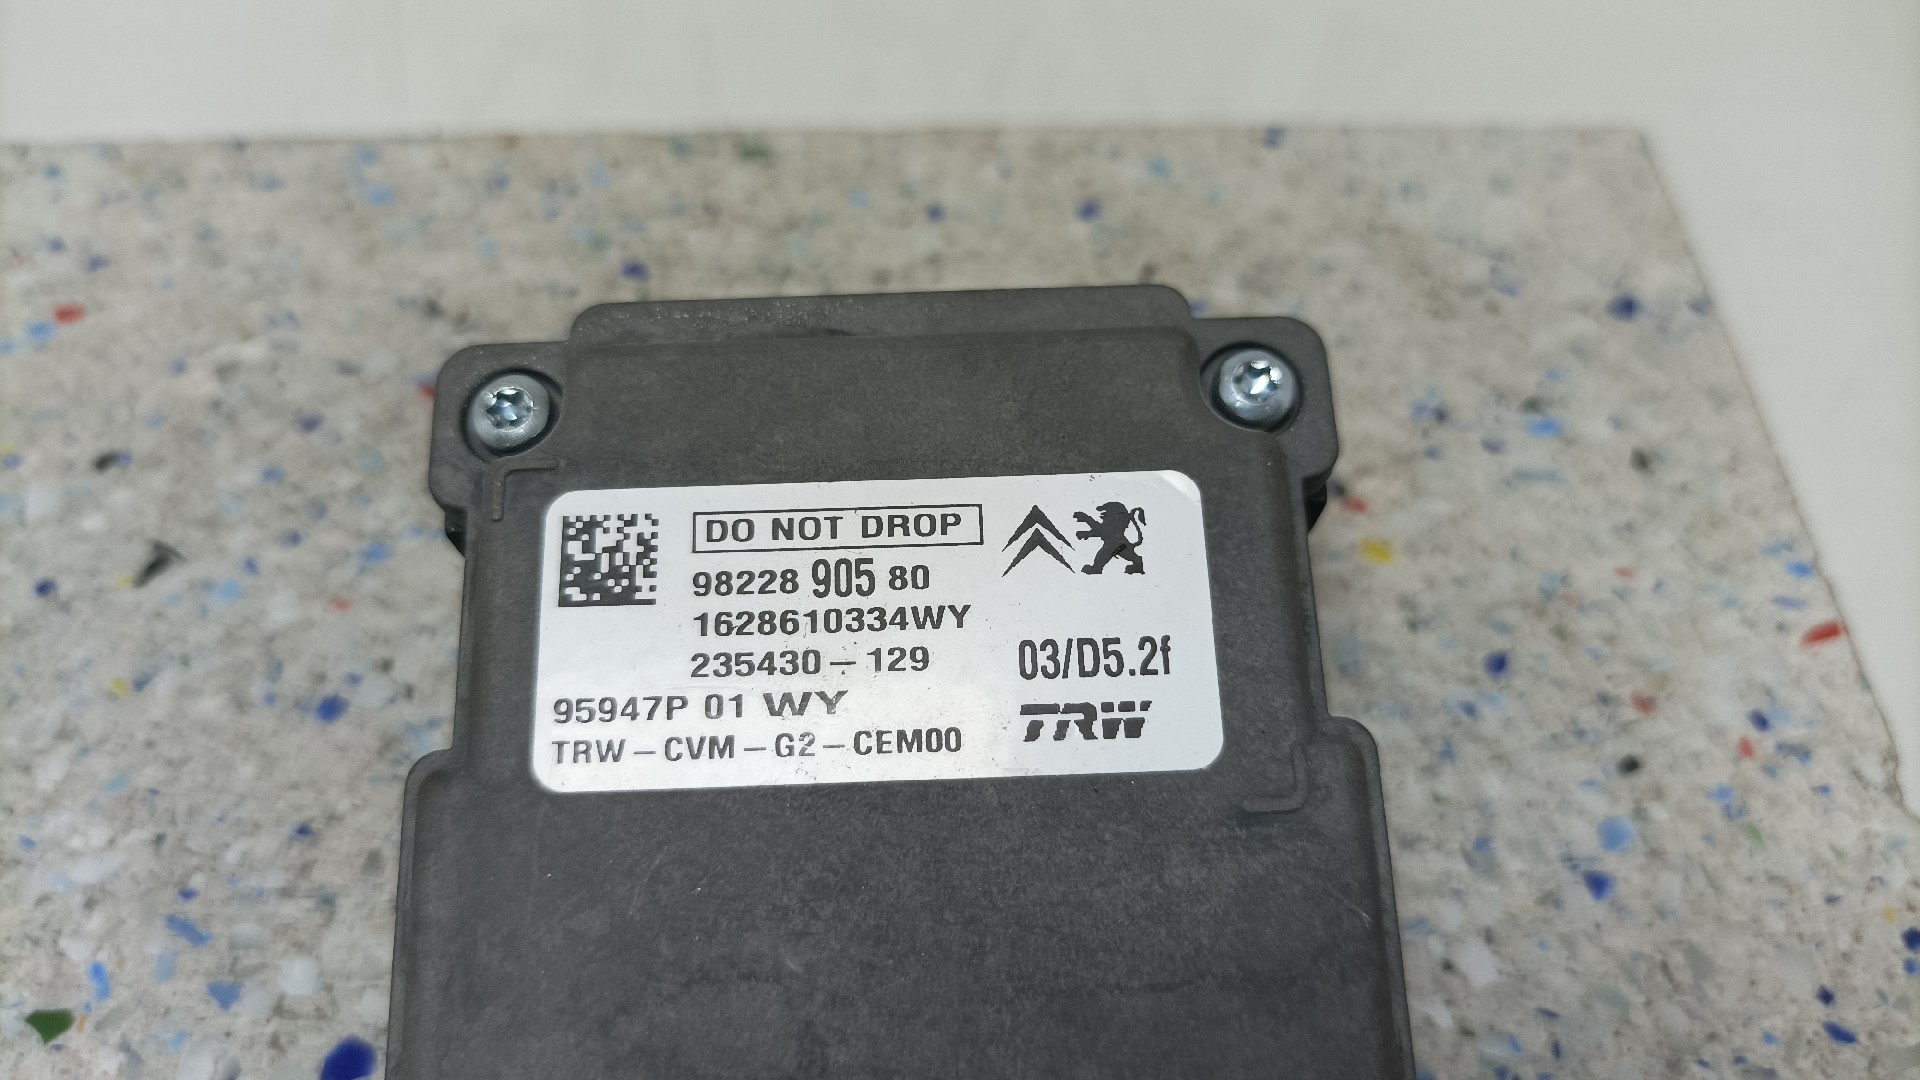 DO NOT DROP
98228 905 80
1628610334WY
235430-129
03/D5.2f
95947P 01 WY
TRW
TRW-CVM-G2-CEM00